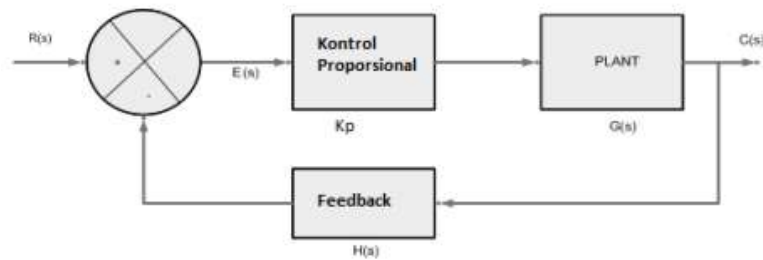 R(s)
E(s)
Kontrol
Proporsional
Kp
PLANT
G(s)
C(s)
Feedback
H(s)